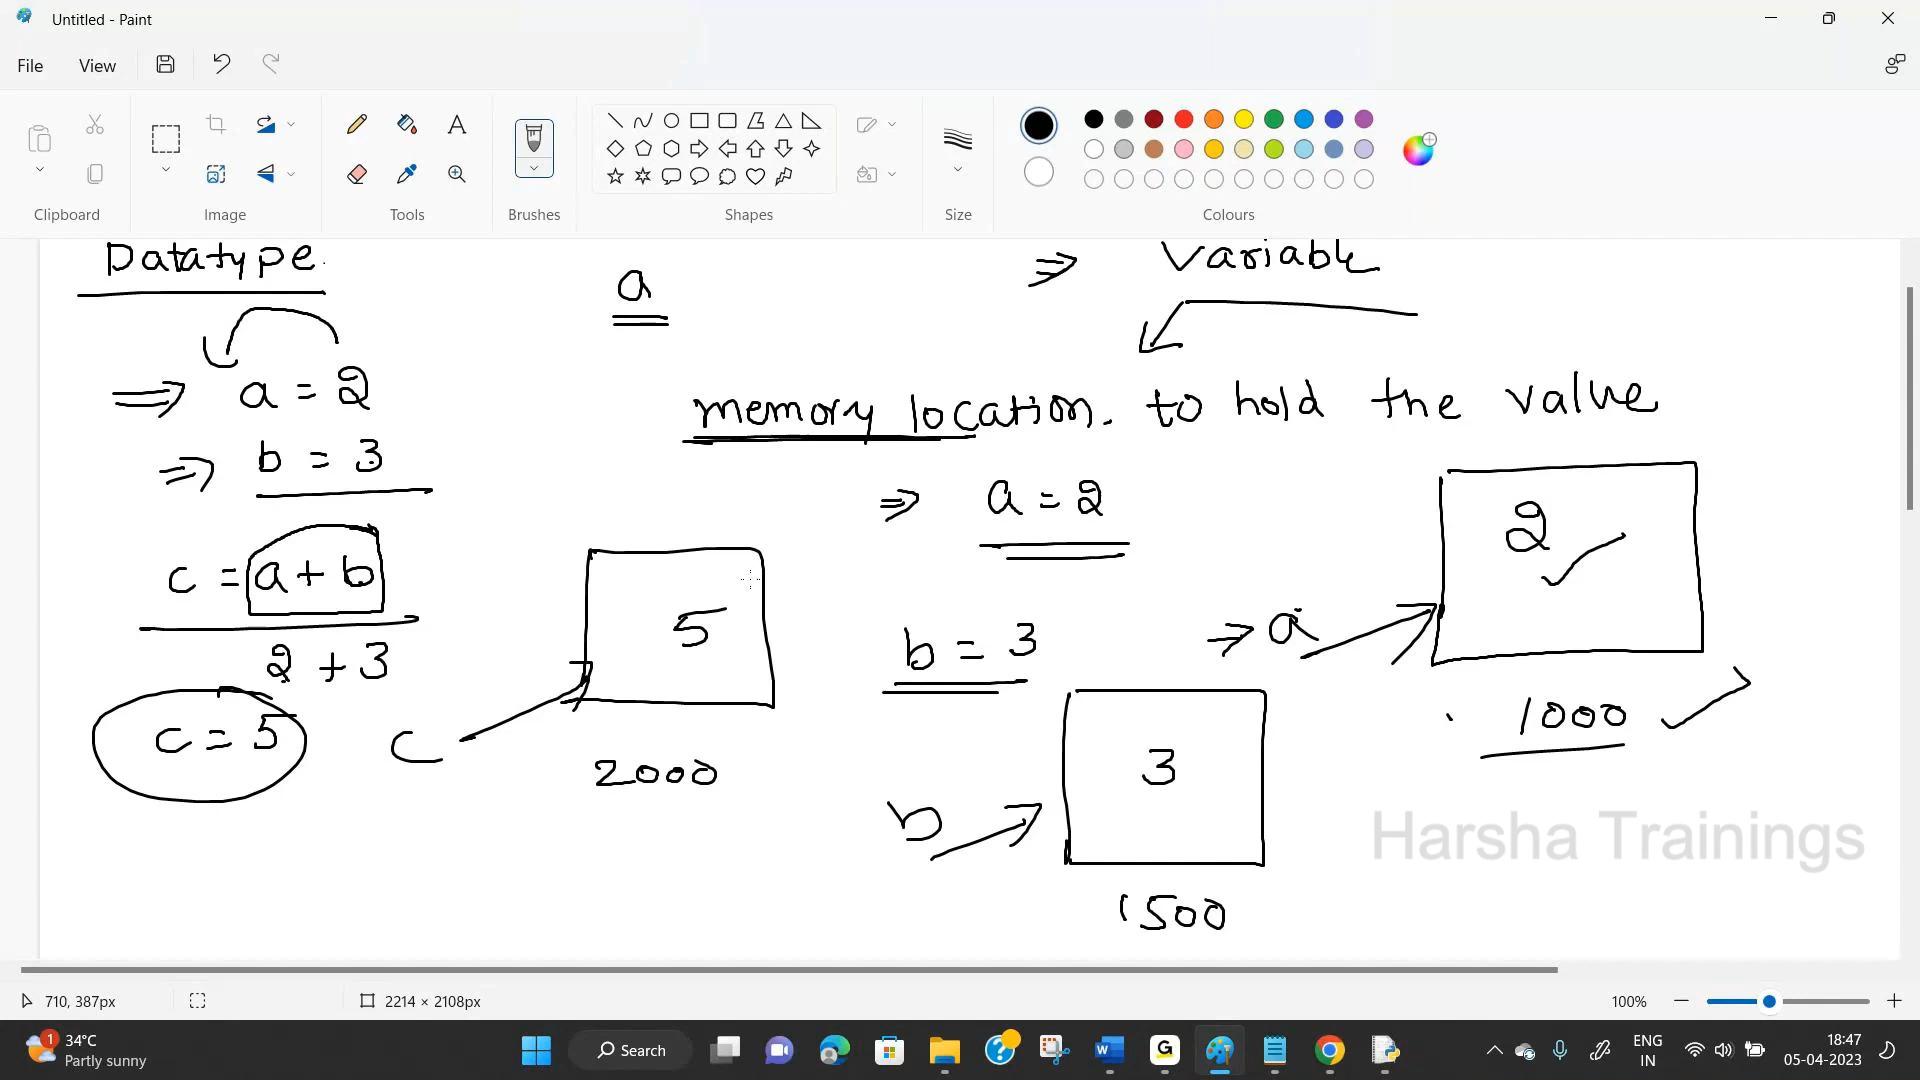 Untitled - Paint
File View
Clipboard Image Tools Brushes Shapes Size Colours
Datatype.
a
⇒ Variable
⇒ a = 2
memory location. to hold the value
⇒ b = 3
⇒ a = 2
2
c = a + b
5
b = 3
→ a
2 + 3
1000
c = 5
C
2000
3
b
Harsha Trainings
1500
710, 387px
2214 × 2108px
100%
1
34°C
Partly sunny
Search
ENG
IN
18:47
05-04-2023